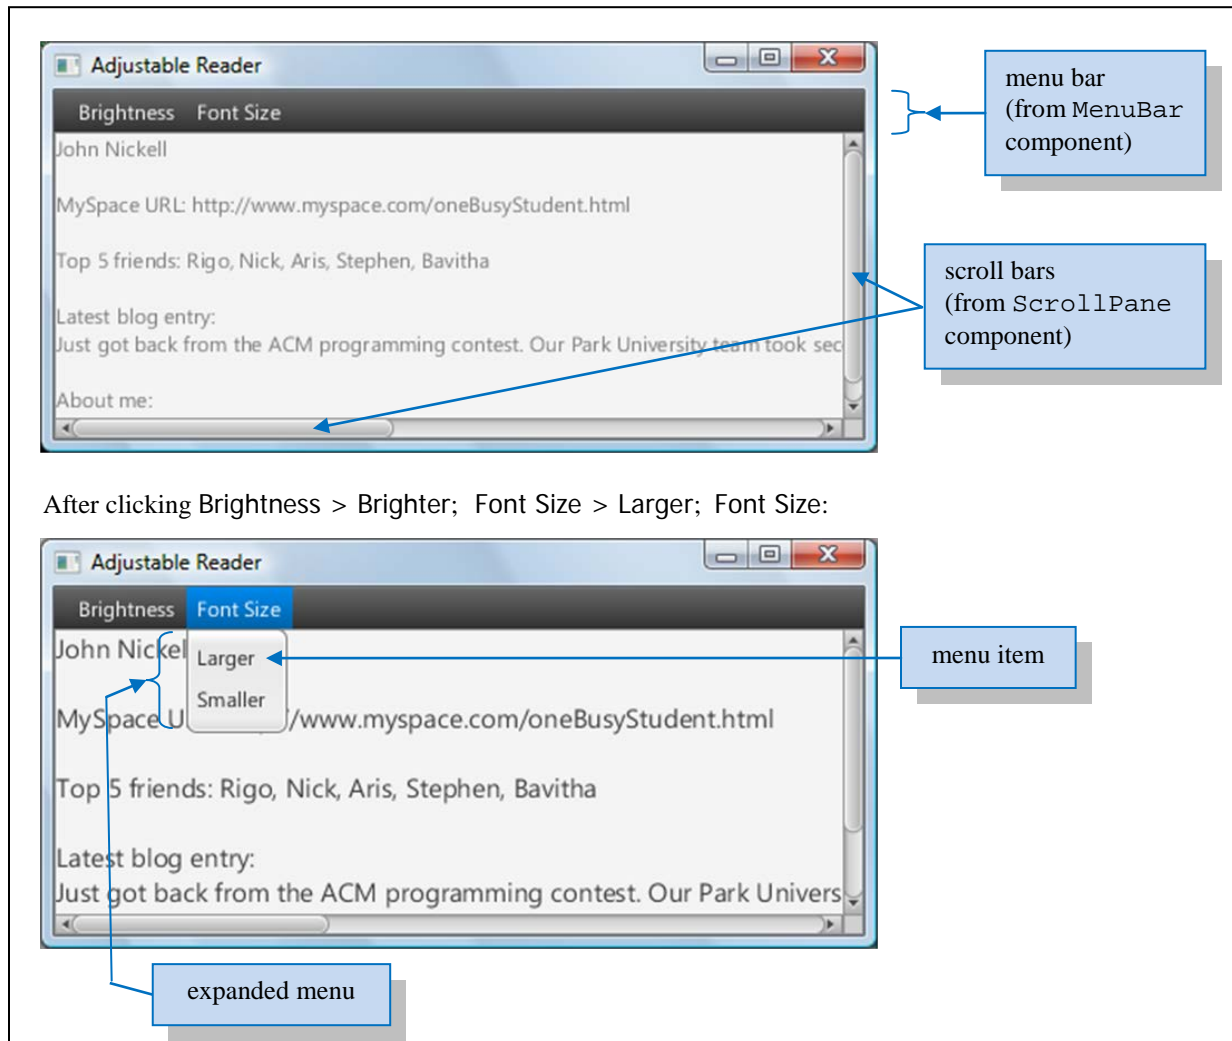 Adjustable Reader
Brightness Font Size
John Nickell
MySpace URL: http://www.myspace.com/oneBusyStudent.html
Top 5 friends: Rigo, Nick, Aris, Stephen, Bavitha
Latest blog entry:
Just got back from the ACM programming contest. Our Park University team took sec
About me:
menu bar
(from MenuBar
component)
scroll bars
(from ScrollPane
component)
After clicking Brightness > Brighter; Font Size > Larger; Font Size:
Adjustable Reader
Brightness Font Size
Larger
Smaller
John Nickel
MySpace U /www.myspace.com/oneBusyStudent.html
Top 5 friends: Rigo, Nick, Aris, Stephen, Bavitha
Latest blog entry:
Just got back from the ACM programming contest. Our Park Univers
menu item
expanded menu